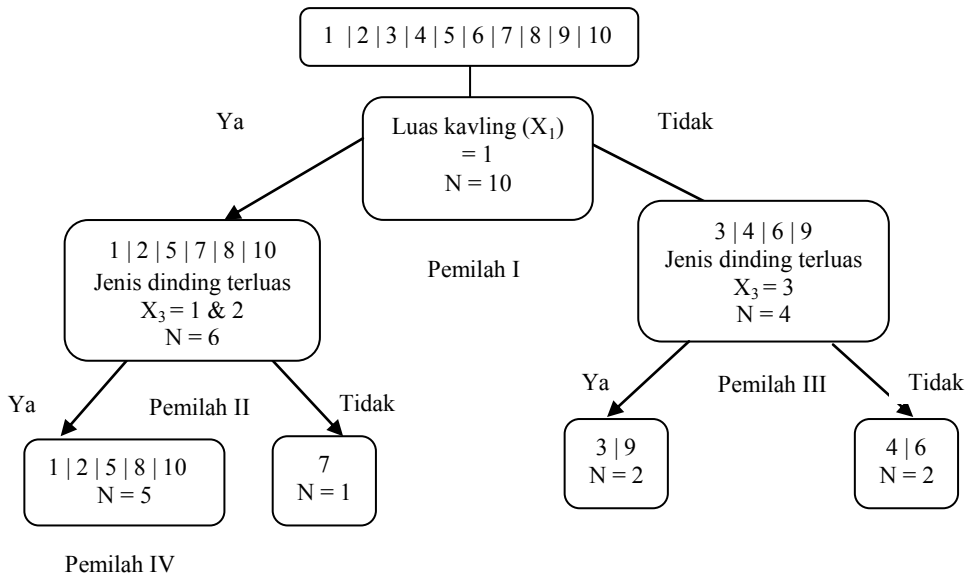 1 | 2 | 3 | 4 | 5 | 6 | 7 | 8 | 9 | 10
Ya
Luas kavling (X₁)
= 1
N = 10
Tidak
1 | 2 | 5 | 7 | 8 | 10
Jenis dinding terluas
X₃ = 1 & 2
N = 6
Pemilah I
3 | 4 | 6 | 9
Jenis dinding terluas
X₃ = 3
N = 4
Ya
Pemilah II
Tidak
Ya
Pemilah III
Tidak
1 | 2 | 5 | 8 | 10
N = 5
7
N = 1
3 | 9
N = 2
4 | 6
N = 2
Pemilah IV